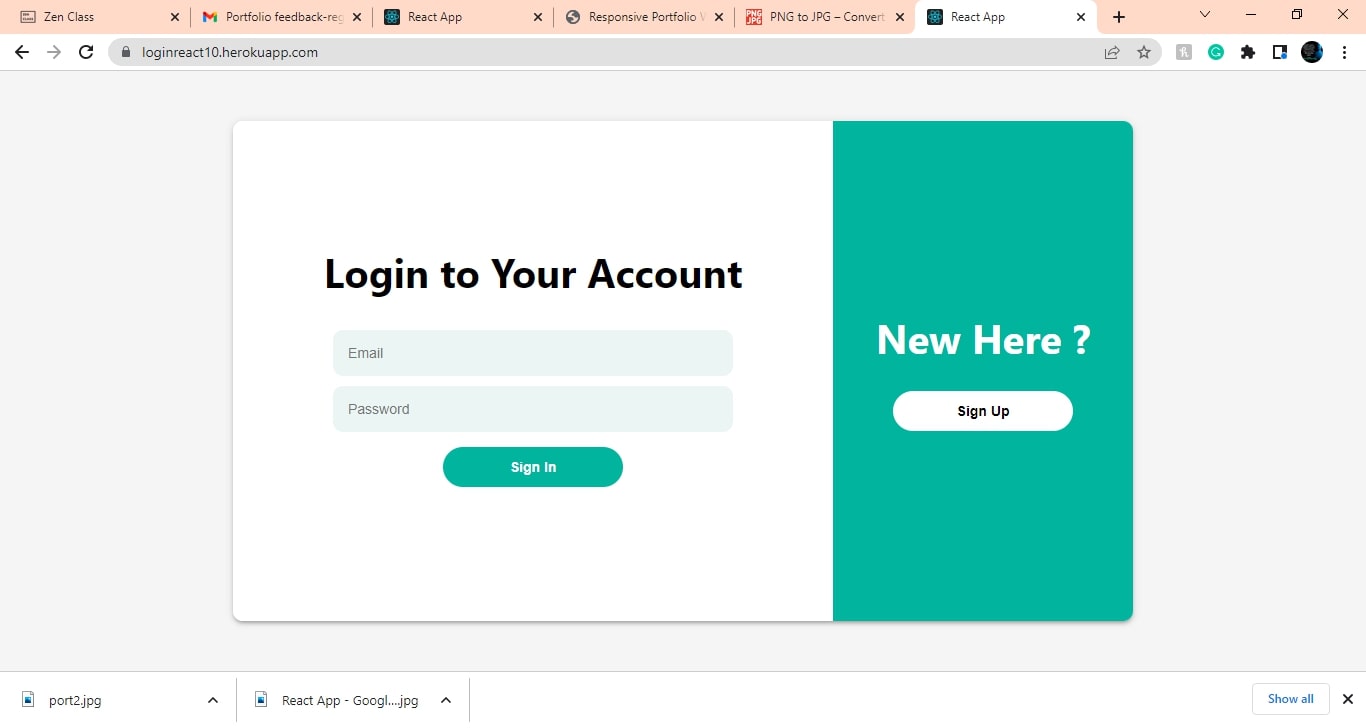 Zen Class
Portfolio feedback-reg
React App
Responsive Portfolio W
PNG to JPG – Convert
React App
loginreact10.herokuapp.com
Login to Your Account
Email
Password
Sign In
New Here ?
Sign Up
port2.jpg
React App - Googl....jpg
Show all